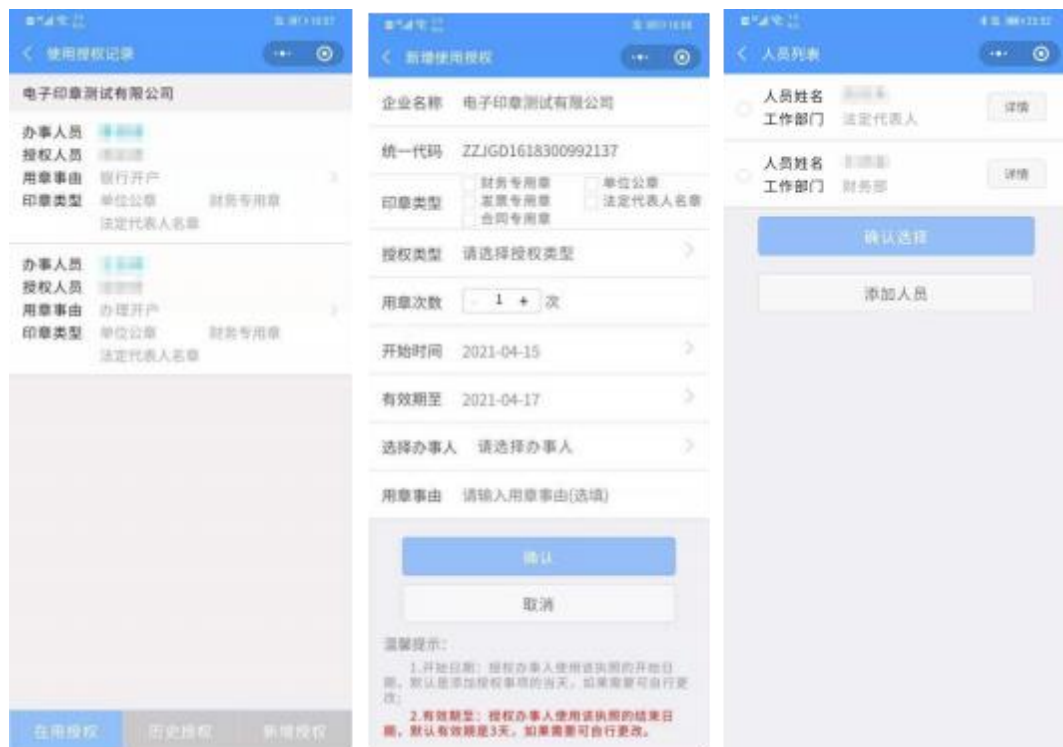 使用授权记录
电子印章测试有限公司
办事人员
授权人员
用章事由 银行开户
印章类型 单位公章 财务专用章
法定代表人名章
办事人员
授权人员
用章事由 办理开户
印章类型 单位公章 财务专用章
法定代表人名章
在用授权 历史授权 新增授权
新增使用授权
企业名称 电子印章测试有限公司
统一代码 ZZJGD1618300992137
印章类型 财务专用章 单位公章
发票专用章 法定代表人名章
合同专用章
授权类型 请选择授权类型
用章次数 - 1 + 次
开始时间 2021-04-15
有效期至 2021-04-17
选择办事人 请选择办事人
用章事由 请输入用章事由(选填)
确认
取消
温馨提示:
1.开始日期：授权办事人使用该执照的开始日
期，默认是添加授权事项的当天，如果需要可自行更
改；
2.有效期至：授权办事人使用该执照的结束日
期，默认有效期是3天，如果需要可自行更改。
人员列表
人员姓名
工作部门 法定代表人
详情
人员姓名
工作部门 财务部
详情
确认选择
添加人员